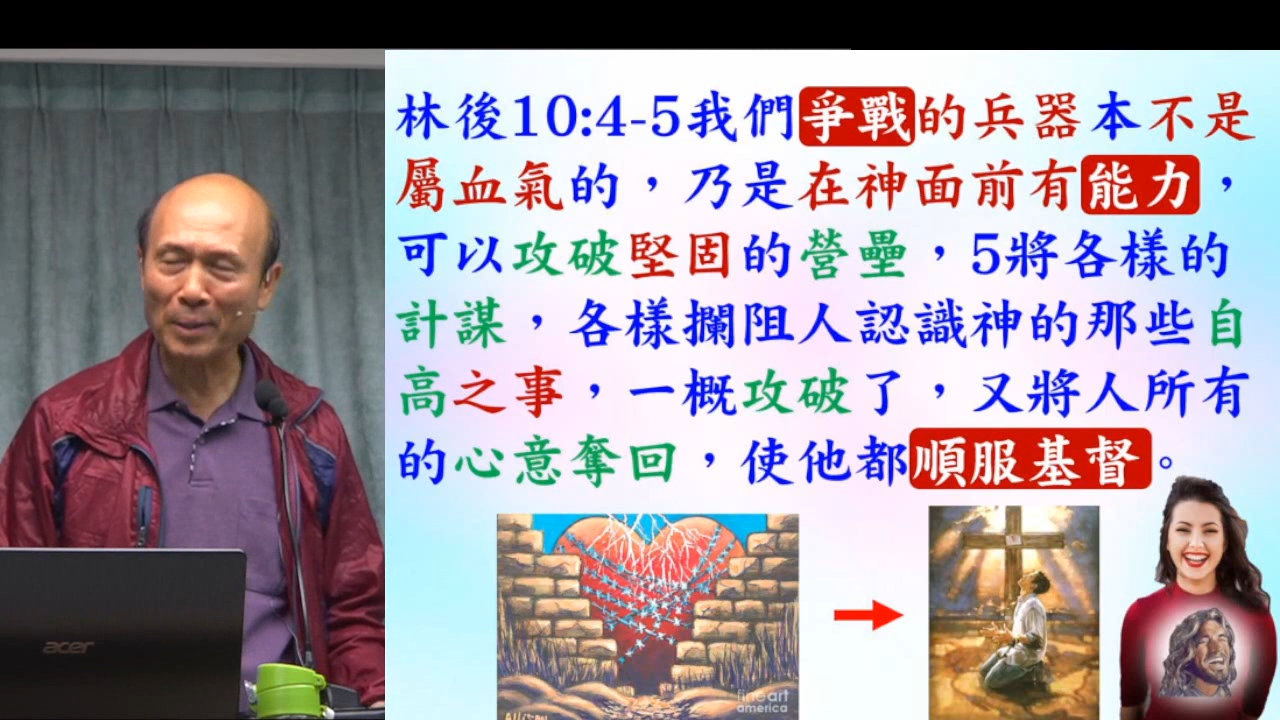 林後10:4-5我們爭戰的兵器本不是
屬血氣的，乃是在神面前有能力，
可以攻破堅固的營壘，5將各樣的
計謀，各樣攔阻人認識神的那些自
高之事，一概攻破了，又將人所有
的心意奪回，使他都順服基督。
acer
fineart
america
Allison